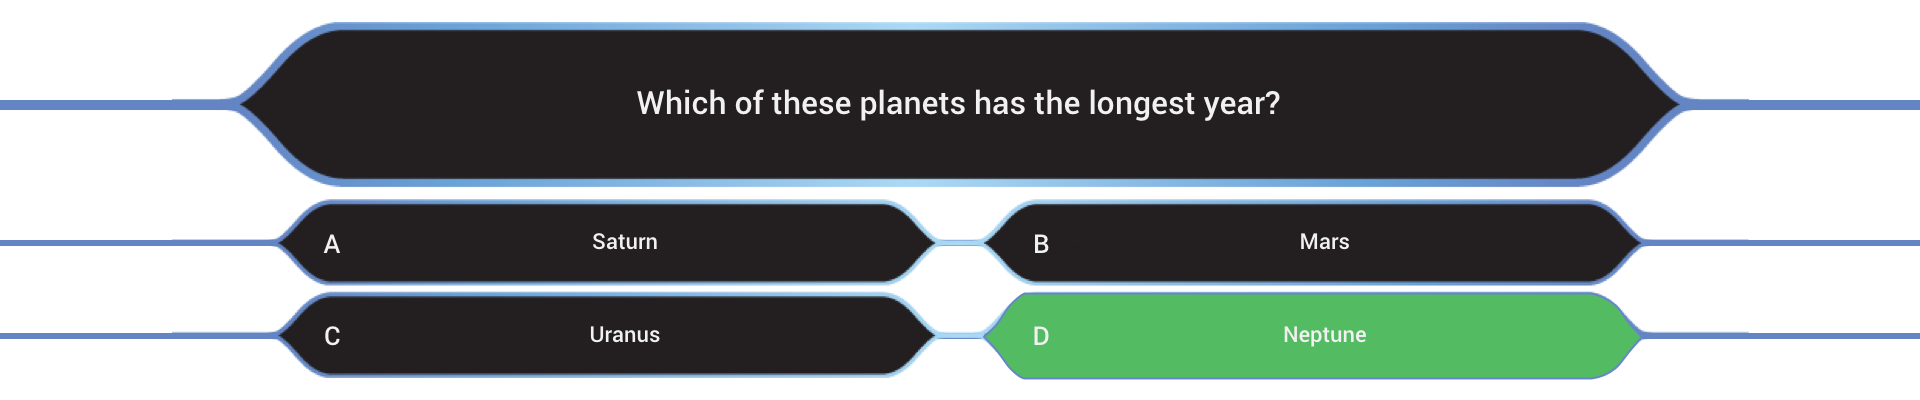 Which of these planets has the longest year?
A Saturn
B Mars
C Uranus
D Neptune